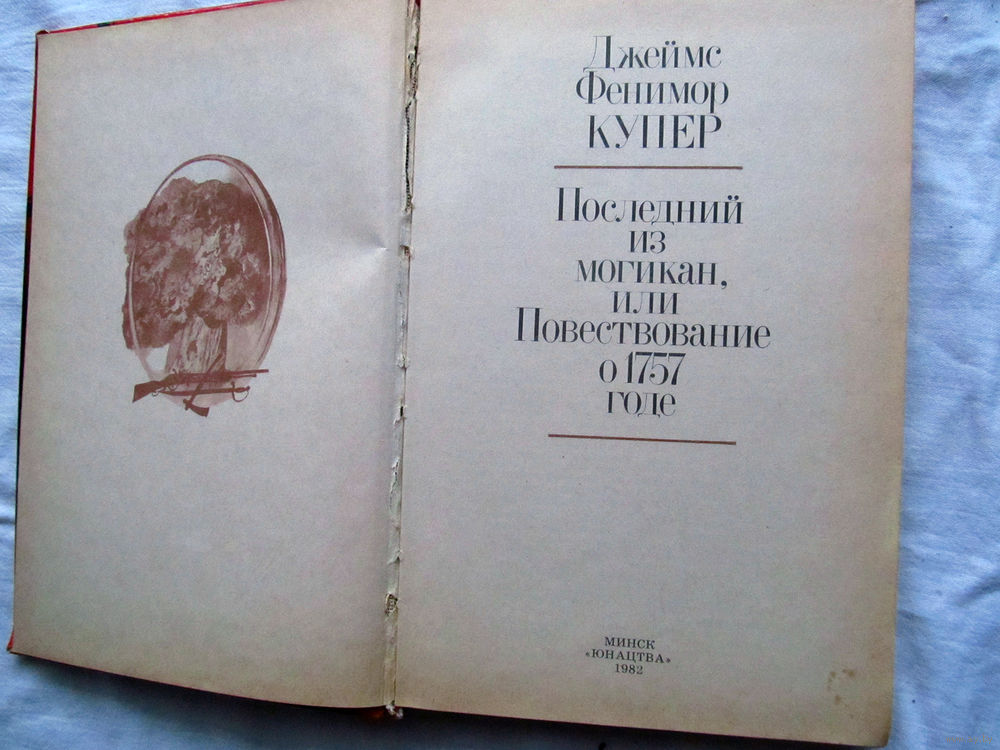 Джеймс
Фенимор
КУПЕР
Последний
из
могикан,
или
Повествование
о 1757
годе
МИНСК
«ЮНАЦТВА»
1982